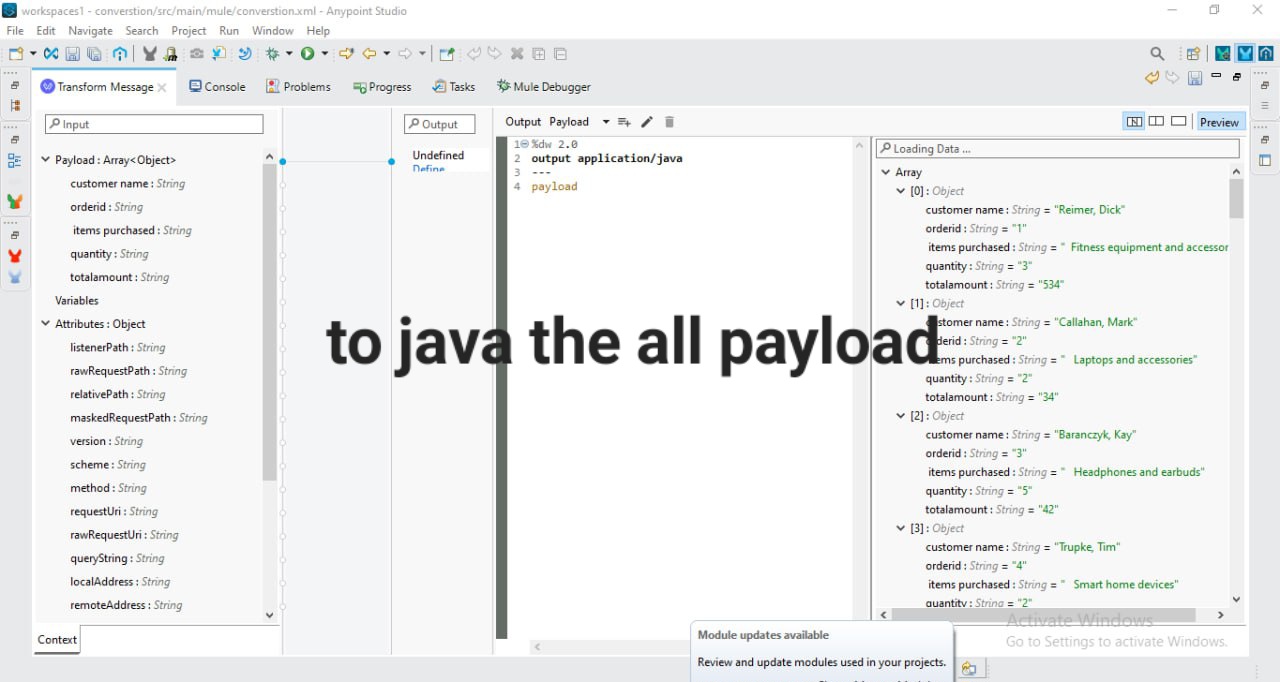 workspaces1 - converstion/src/main/mule/converstion.xml - Anypoint Studio
File Edit Navigate Search Project Run Window Help
Transform Message Console Problems Progress Tasks Mule Debugger
Input
Payload : Array<Object>
customer name : String
orderid : String
items purchased : String
quantity : String
totalamount : String
Variables
Attributes : Object
listenerPath : String
rawRequestPath : String
relativePath : String
maskedRequestPath : String
version : String
scheme : String
method : String
requestUri : String
rawRequestUri : String
queryString : String
localAddress : String
remoteAddress : String
Context
Output
Undefined
Define
Output Payload
Preview
1 %dw 2.0
2 output application/java
3 ---
4 payload
to java the all payload
Loading Data ...
Array
[0] : Object
customer name : String = "Reimer, Dick"
orderid : String = "1"
items purchased : String = " Fitness equipment and accessor
quantity : String = "3"
totalamount : String = "534"
[1] : Object
stomer name : String = "Callahan, Mark"
derid : String = "2"
ems purchased : String = " Laptops and accessories"
quantity : String = "2"
totalamount : String = "34"
[2] : Object
customer name : String = "Baranczyk, Kay"
orderid : String = "3"
items purchased : String = " Headphones and earbuds"
quantity : String = "5"
totalamount : String = "42"
[3] : Object
customer name : String = "Trupke, Tim"
orderid : String = "4"
items purchased : String = " Smart home devices"
quantity : String = "2"
Activate Windows
Go to Settings to activate Windows.
Module updates available
Review and update modules used in your projects.